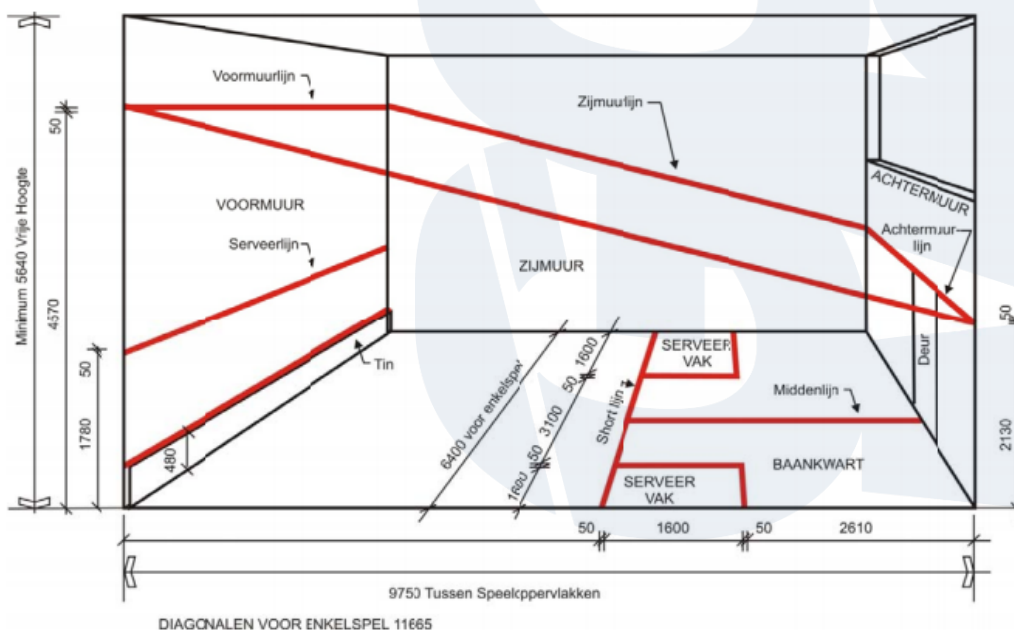 Voormuurlijn
Zijmuurlijn
50
Minimum 5640 Vrije Hoogte
ACHTERMUUR
VOORMUUR
Achtermuur-
lijn
Serveerlijn
ZIJMUUR
4570
50
50
Tin
1600
SERVEER
VAK
Deur
50
Short lijn
Middenlijn
6400 voor enkelspel
3100
1780
480
2130
50
BAANKWART
1600
SERVEER
VAK
50
1600
50
2610
9750 Tussen Speeloppervlakken
DIAGONALEN VOOR ENKELSPEL 11665